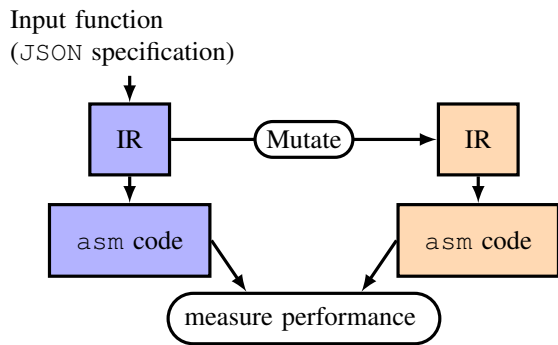 Input function
(JSON specification)
IR
Mutate
IR
asm code
asm code
measure performance